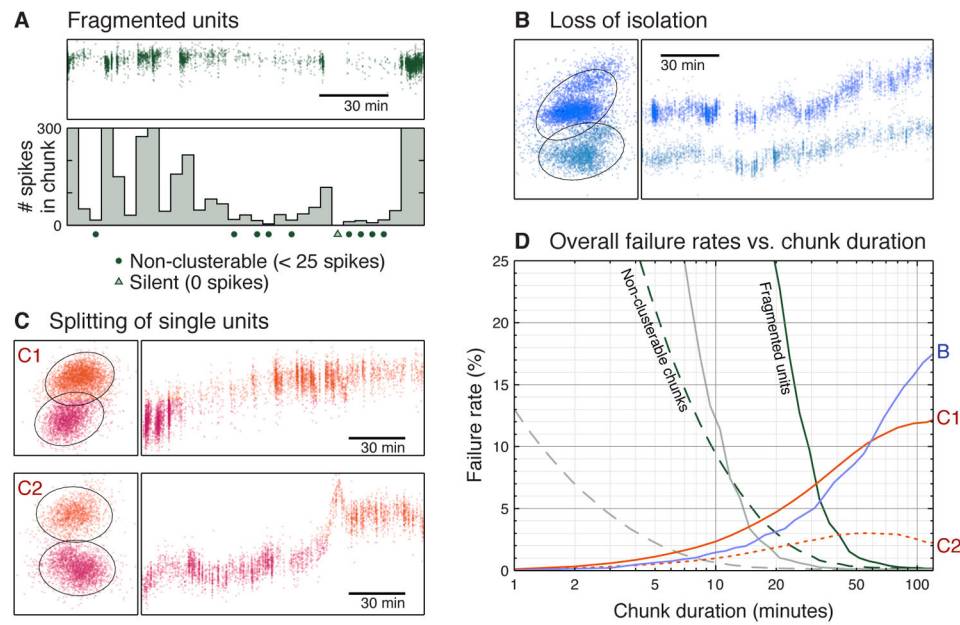 A Fragmented units
30 min
300
0
# spikes
in chunk
Non-clusterable (< 25 spikes)
Silent (0 spikes)
B Loss of isolation
30 min
C Splitting of single units
C1
30 min
C2
30 min
D Overall failure rates vs. chunk duration
Failure rate (%)
25
20
15
10
5
0
Non-clusterable chunks
Fragmented units
B
C1
C2
1 2 5 10 20 50 100
Chunk duration (minutes)